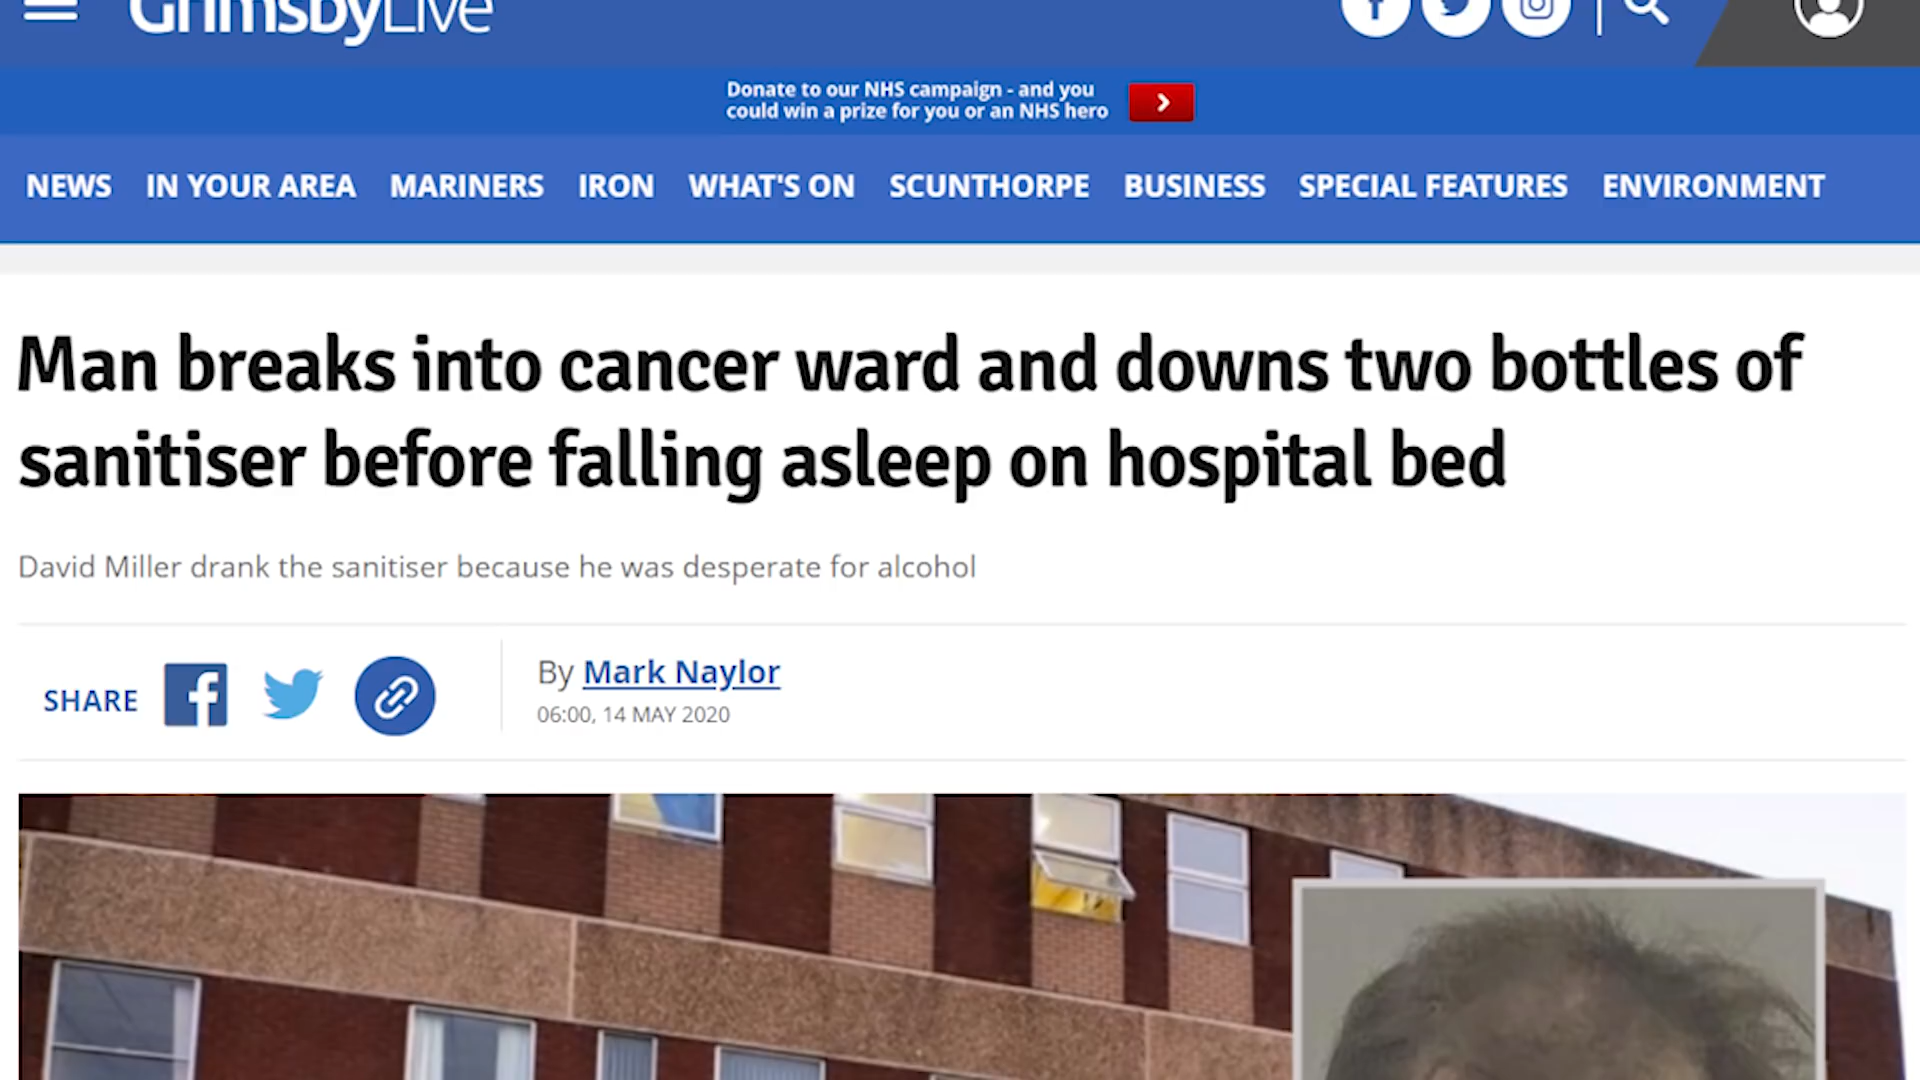 GrimsbyLive
Donate to our NHS campaign - and you
could win a prize for you or an NHS hero
NEWS IN YOUR AREA MARINERS IRON WHAT'S ON SCUNTHORPE BUSINESS SPECIAL FEATURES ENVIRONMENT
Man breaks into cancer ward and downs two bottles of
sanitiser before falling asleep on hospital bed
David Miller drank the sanitiser because he was desperate for alcohol
SHARE
By Mark Naylor
06:00, 14 MAY 2020